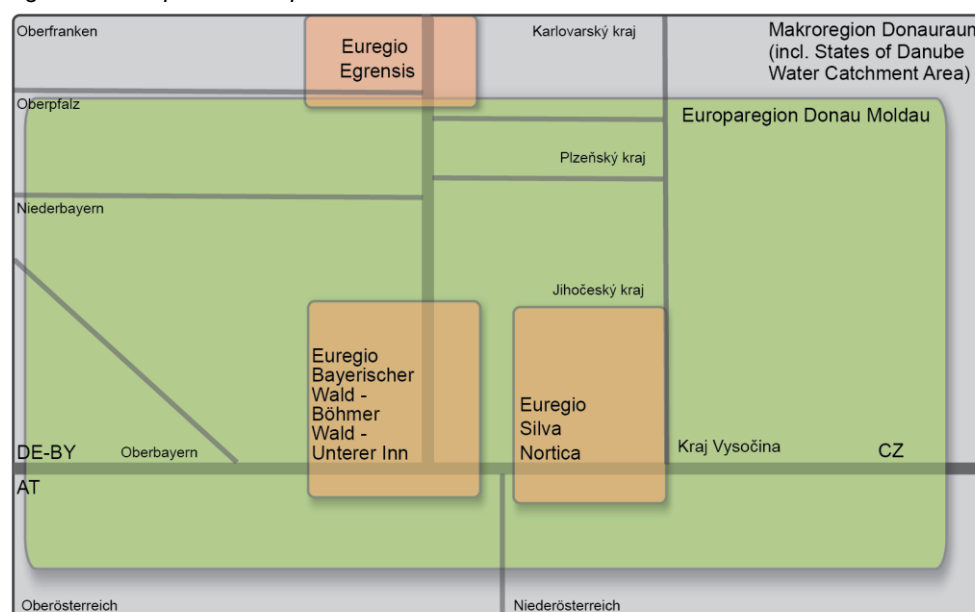 Oberfranken
Euregio
Egrensis
Karlovarský kraj
Makroregion Donauraum
(incl. States of Danube
Water Catchment Area)
Oberpfalz
Europaregion Donau Moldau
Plzeňský kraj
Niederbayern
Jihočeský kraj
Euregio
Bayerischer
Wald -
Böhmer
Wald -
Unterer Inn
Euregio
Silva
Nortica
DE-BY
Oberbayern
Kraj Vysočina
CZ
AT
Oberösterreich
Niederösterreich